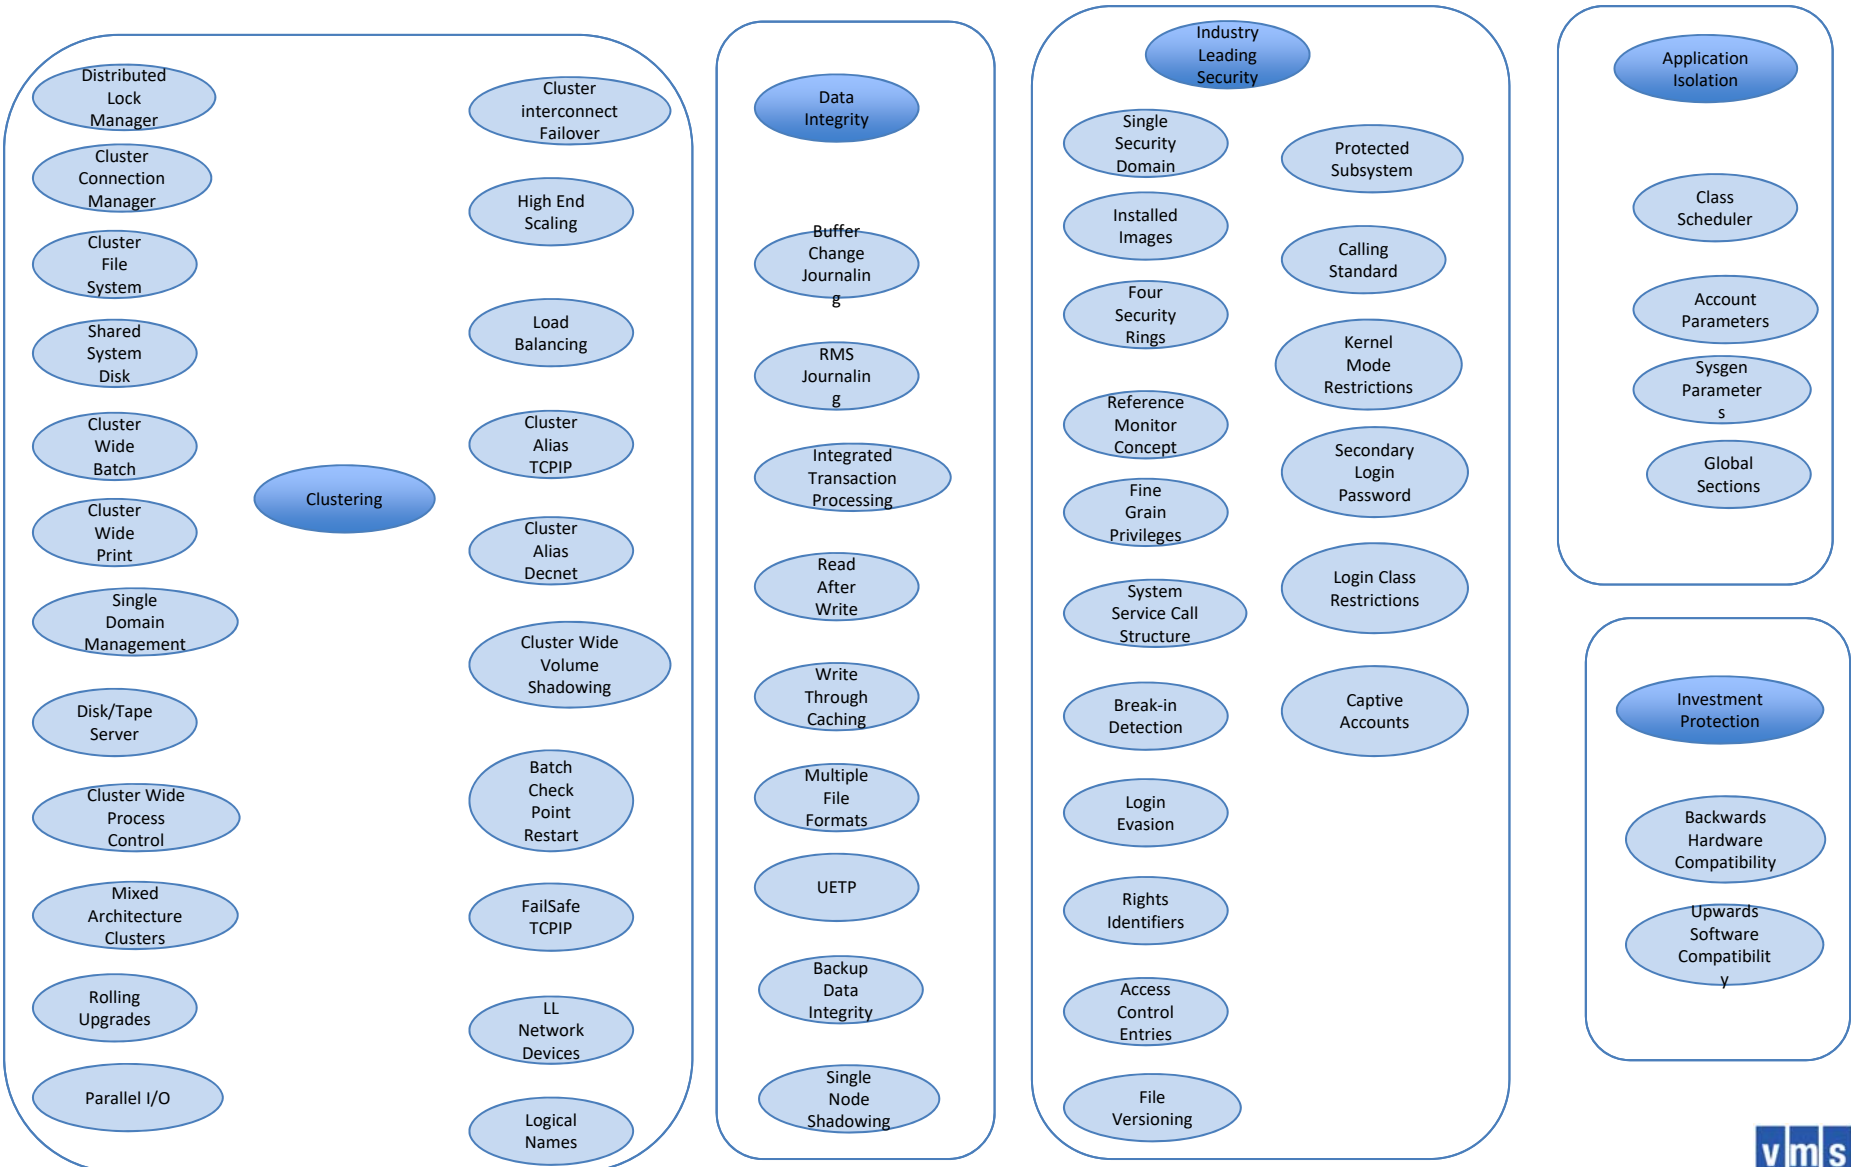 Distributed
Lock
Manager
Cluster
Connection
Manager
Cluster
File
System
Shared
System
Disk
Cluster
Wide
Batch
Cluster
Wide
Print
Single
Domain
Management
Disk/Tape
Server
Cluster Wide
Process
Control
Mixed
Architecture
Clusters
Rolling
Upgrades
Parallel I/O
Clustering
Cluster
interconnect
Failover
High End
Scaling
Load
Balancing
Cluster
Alias
TCPIP
Cluster
Alias
Decnet
Cluster Wide
Volume
Shadowing
Batch
Check
Point
Restart
FailSafe
TCPIP
LL
Network
Devices
Logical
Names
Data
Integrity
Buffer
Change
Journalin
g
RMS
Journalin
g
Integrated
Transaction
Processing
Read
After
Write
Write
Through
Caching
Multiple
File
Formats
UETP
Backup
Data
Integrity
Single
Node
Shadowing
Industry
Leading
Security
Single
Security
Domain
Installed
Images
Four
Security
Rings
Reference
Monitor
Concept
Fine
Grain
Privileges
System
Service Call
Structure
Break-in
Detection
Login
Evasion
Rights
Identifiers
Access
Control
Entries
File
Versioning
Protected
Subsystem
Calling
Standard
Kernel
Mode
Restrictions
Secondary
Login
Password
Login Class
Restrictions
Captive
Accounts
Application
Isolation
Class
Scheduler
Account
Parameters
Sysgen
Parameter
s
Global
Sections
Investment
Protection
Backwards
Hardware
Compatibility
Upwards
Software
Compatibilit
y
vms